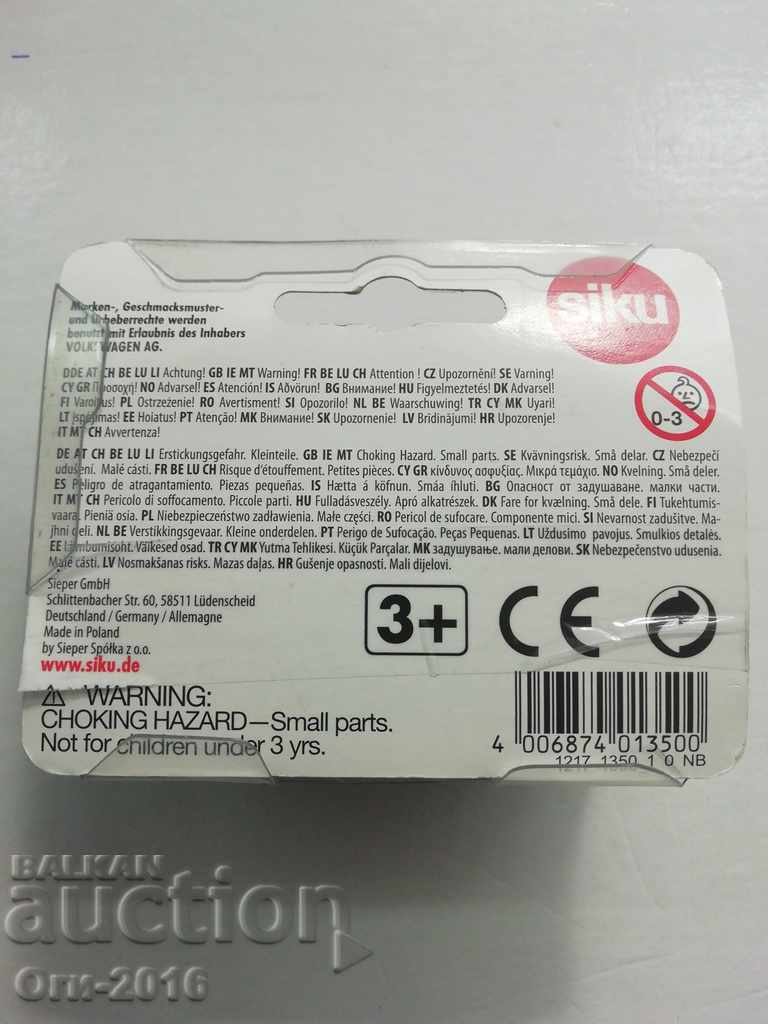 siku
Marken-, Geschmacksmuster-
und Urheberrechte werden
benutzt mit Erlaubnis des Inhabers
VOLKSWAGEN AG.
DDE AT CH BE LU LI Achtung! GB IE MT Warning! FR BE LU CH Attention ! CZ Upozornění! SE Varning!
CY GR Προσοχή! NO Advarsel! ES Atención! IS Aðvörun! BG Внимание! HU Figyelmeztetés! DK Advarsel!
FI Varoitus! PL Ostrzeżenie! RO Avertisment! SI Opozorilo! NL BE Waarschuwing! TR CY MK Uyari!
LT Įspėjimas! EE Hoiatus! PT Atenção! MK Внимание! SK Upozornenie! LV Brīdinājumi! HR Upozorenje!
IT MT CH Avvertenza!
0-3
DE AT CH BE LU LI Erstickungsgefahr. Kleinteile. GB IE MT Choking Hazard. Small parts. SE Kvävningsrisk. Små delar. CZ Nebezpečí
udušení. Malé části. FR BE LU CH Risque d'étouffement. Petites pièces. CY GR κίνδυνος ασφυξίας. Μικρά τεμάχισ. NO Kvelning. Små deler.
ES Peligro de atragantamiento. Piezas pequeñas. IS Hætta á köfnun. Smáa íhluti. BG Опасност от задушаване. малки части.
IT MT CH Pericolo di soffocamento. Piccole parti. HU Fulladásveszély. Apró alkatrészek. DK Fare for kvælning. Små dele. FI Tukehtumis-
vaara. Pieniä osia. PL Niebezpieczeństwo zadławienia. Małe części. RO Pericol de sufocare. Componente mici. SI Nevarnost zadušitve. Ma-
jhni deli. NL BE Verstikkingsgevaar. Kleine onderdelen. PT Perigo de Sufocação. Peças Pequenas. LT Uždusimo pavojus. Smulkios detalės.
EE Lämbumisoht. Väikesed osad. TR CY MK Yutma Tehlikesi. Küçük Parçalar. MK задушување. мали делови. SK Nebezpečenstvo udusenia.
Malé části. LV Nosmakšanas risks. Mazas daļas. HR Gušenje opasnosti. Mali dijelovi.
Sieper GmbH
Schlittenbacher Str. 60, 58511 Lüdenscheid
Deutschland / Germany / Allemagne
Made in Poland
by Sieper Spółka z o.o.
www.siku.de
3+
CE
WARNING:
CHOKING HAZARD—Small parts.
Not for children under 3 yrs.
4 006874 013500
1217 1350 1 0 NB
BALKAN
auction
Оги-2016